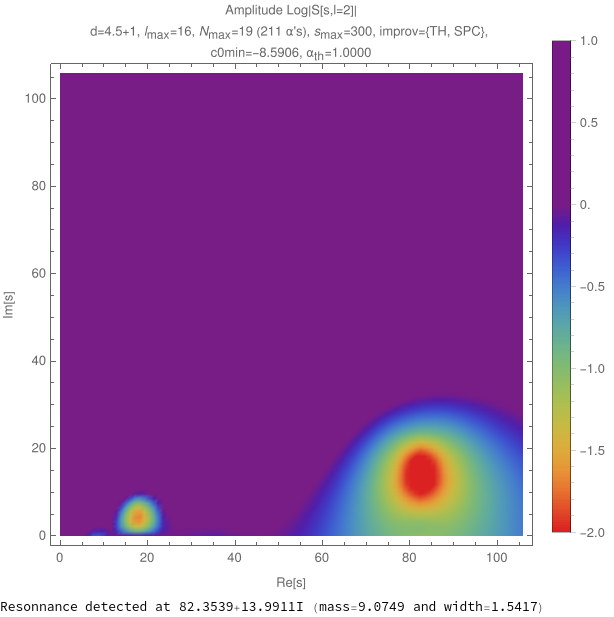 Amplitude Log|S[s,l=2]|
d=4.5+1, lmax=16, Nmax=19 (211 α's), smax=300, improv={TH, SPC},
c0min=−8.5906, αth=1.0000
100
80
60
40
20
0
Im[s]
0 20 40 60 80 100
Re[s]
1.0
0.5
0.
−0.5
−1.0
−1.5
−2.0
Resonnance detected at 82.3539+13.9911I (mass=9.0749 and width=1.5417)